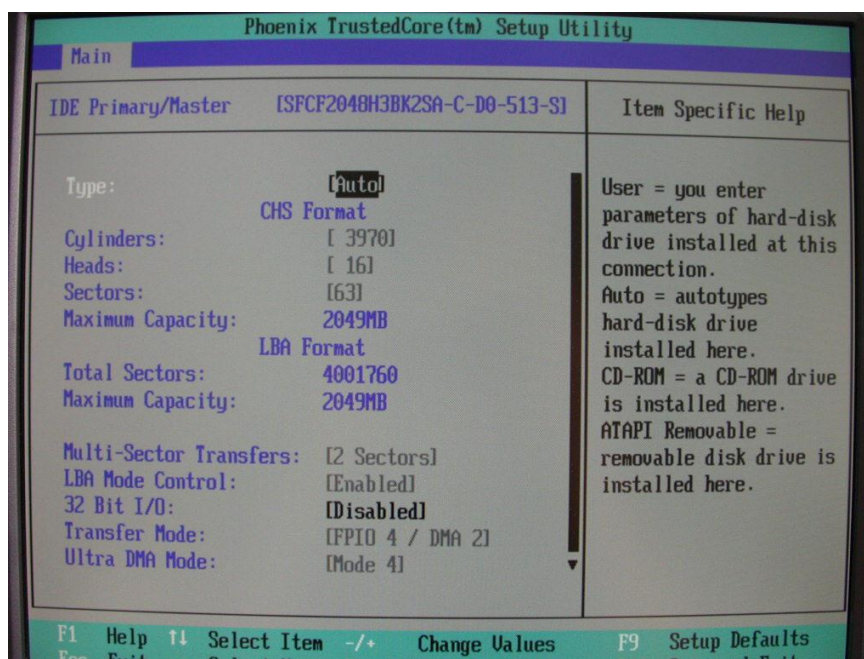 Phoenix TrustedCore(tm) Setup Utility
Main
IDE Primary/Master [SFCF2048H3BK2SA-C-D0-513-S]
Type: [Auto]
CHS Format
Cylinders: [ 3970]
Heads: [ 16]
Sectors: [63]
Maximum Capacity: 2049MB
LBA Format
Total Sectors: 4001760
Maximum Capacity: 2049MB
Multi-Sector Transfers: [2 Sectors]
LBA Mode Control: [Enabled]
32 Bit I/O: [Disabled]
Transfer Mode: [FPIO 4 / DMA 2]
Ultra DMA Mode: [Mode 4]
Item Specific Help
User = you enter
parameters of hard-disk
drive installed at this
connection.
Auto = autotypes
hard-disk drive
installed here.
CD-ROM = a CD-ROM drive
is installed here.
ATAPI Removable =
removable disk drive is
installed here.
F1 Help ↑↓ Select Item -/+ Change Values F9 Setup Defaults